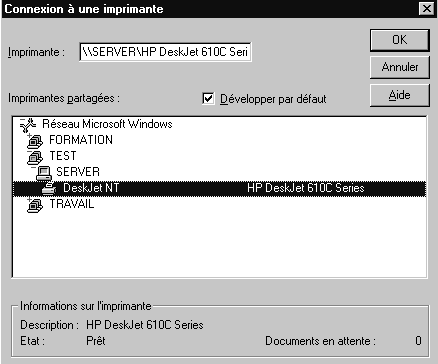 Connexion à une imprimante
Imprimante : \\SERVER\HP DeskJet 610C Seri
OK
Annuler
Imprimantes partagées : Développer par défaut
Aide
Réseau Microsoft Windows
FORMATION
TEST
SERVER
DeskJet NT HP DeskJet 610C Series
TRAVAIL
Informations sur l'imprimante
Description : HP DeskJet 610C Series
Etat : Prêt Documents en attente : 0